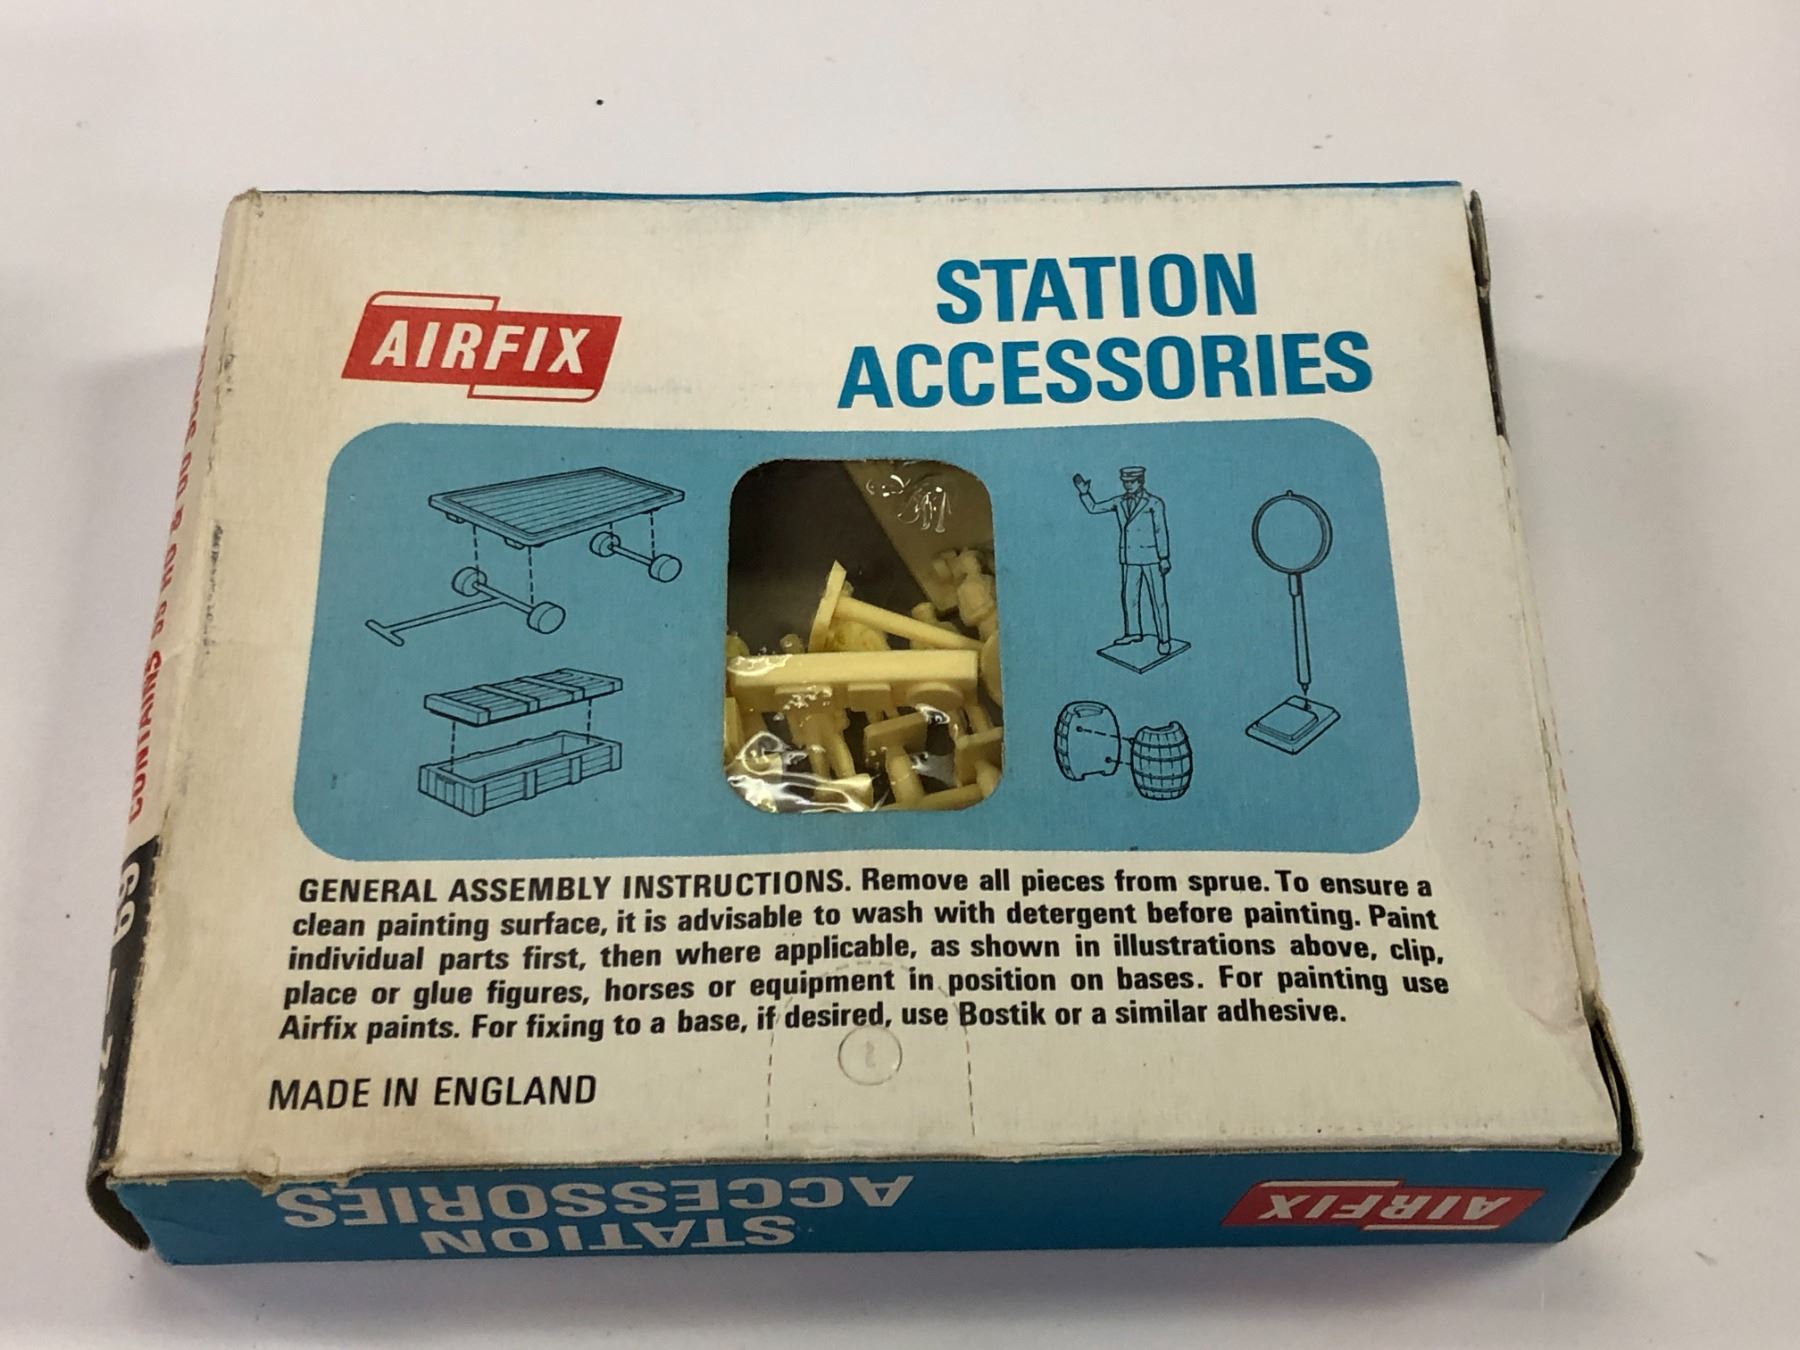 AIRFIX
STATION
ACCESSORIES
GENERAL ASSEMBLY INSTRUCTIONS. Remove all pieces from sprue. To ensure a
clean painting surface, it is advisable to wash with detergent before painting. Paint
individual parts first, then where applicable, as shown in illustrations above, clip,
place or glue figures, horses or equipment in position on bases. For painting use
Airfix paints. For fixing to a base, if desired, use Bostik or a similar adhesive.
MADE IN ENGLAND
STATION
ACCESSORIES
AIRFIX
CONTAINS